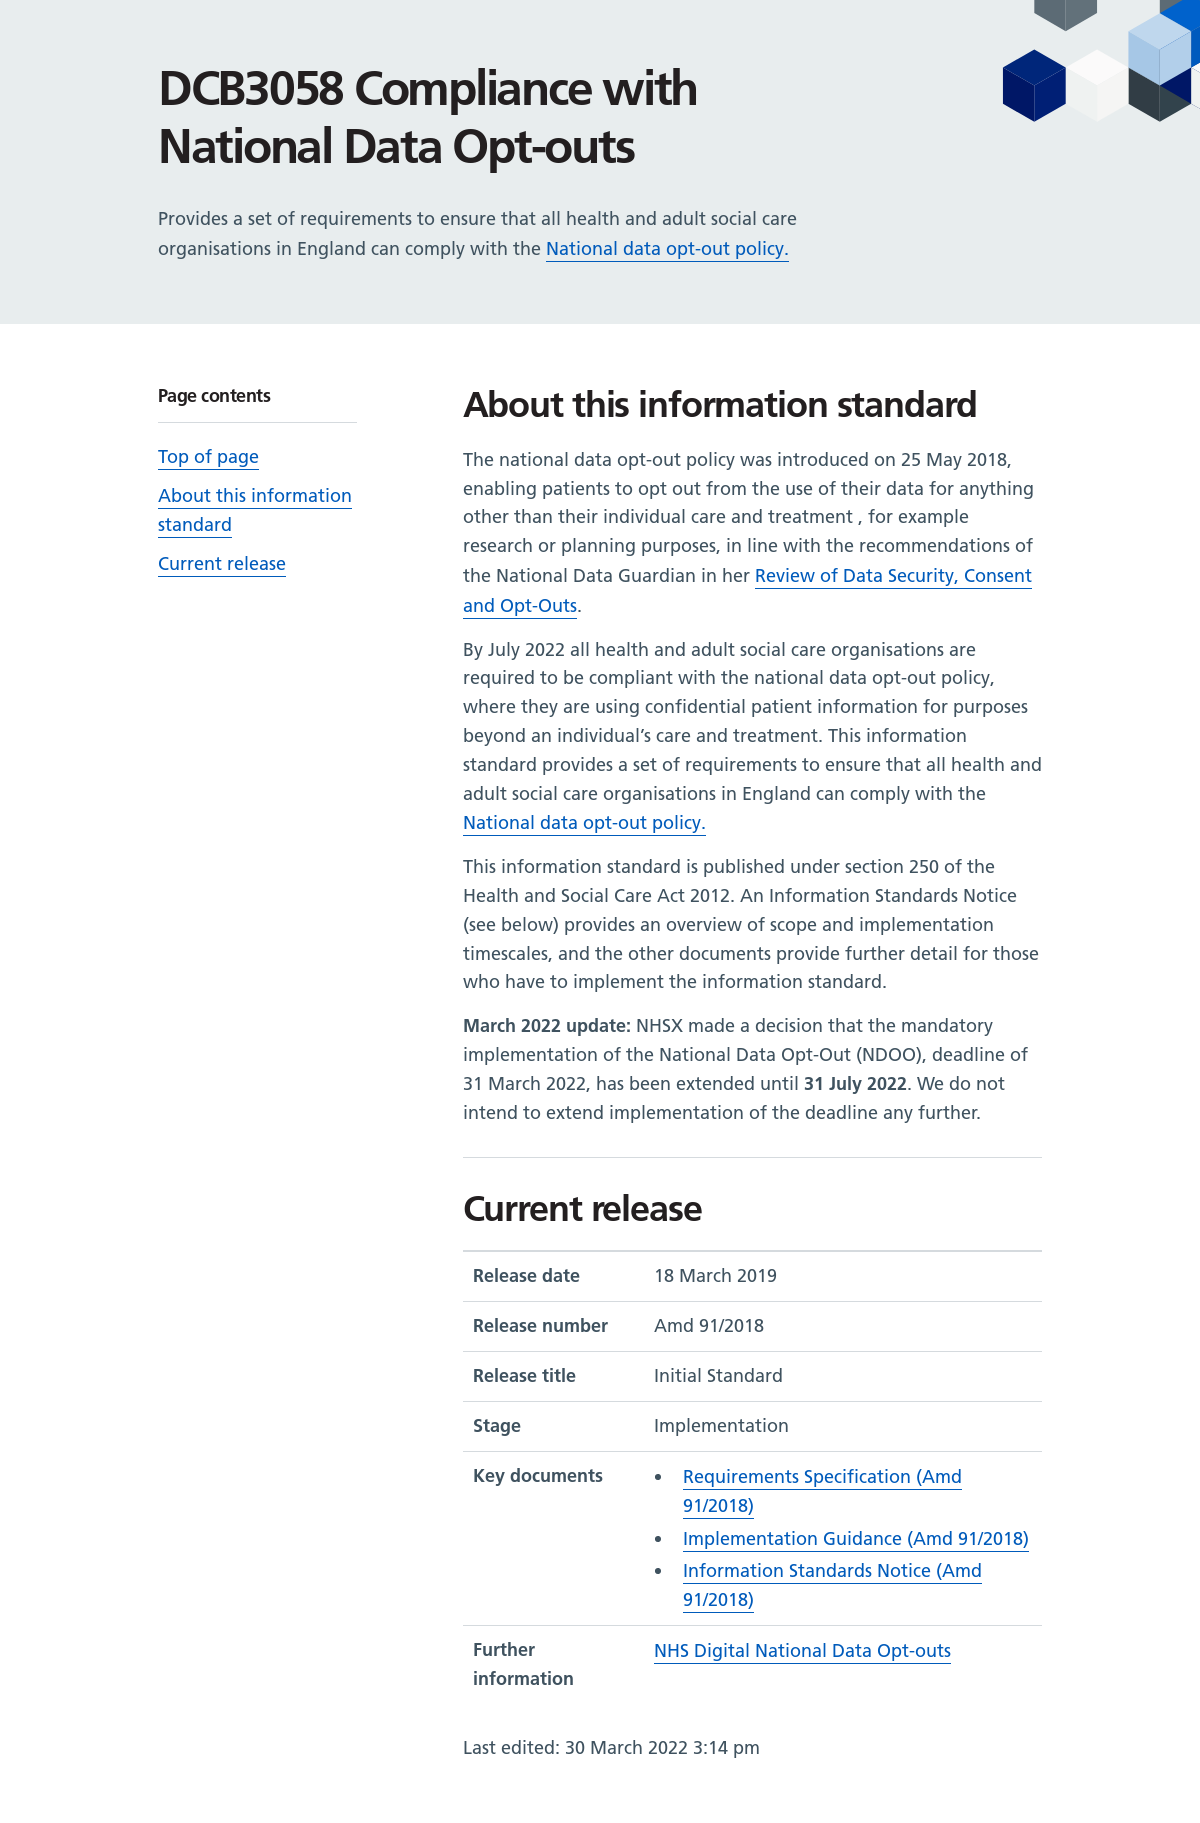 DCB3058 Compliance with
National Data Opt-outs
Provides a set of requirements to ensure that all health and adult social care
organisations in England can comply with the National data opt-out policy.
Page contents
Top of page
About this information
standard
Current release
About this information standard
The national data opt-out policy was introduced on 25 May 2018,
enabling patients to opt out from the use of their data for anything
other than their individual care and treatment , for example
research or planning purposes, in line with the recommendations of
the National Data Guardian in her Review of Data Security, Consent
and Opt-Outs.
By July 2022 all health and adult social care organisations are
required to be compliant with the national data opt-out policy,
where they are using confidential patient information for purposes
beyond an individual’s care and treatment. This information
standard provides a set of requirements to ensure that all health and
adult social care organisations in England can comply with the
National data opt-out policy.
This information standard is published under section 250 of the
Health and Social Care Act 2012. An Information Standards Notice
(see below) provides an overview of scope and implementation
timescales, and the other documents provide further detail for those
who have to implement the information standard.
March 2022 update: NHSX made a decision that the mandatory
implementation of the National Data Opt-Out (NDOO), deadline of
31 March 2022, has been extended until 31 July 2022. We do not
intend to extend implementation of the deadline any further.
Current release
Release date 18 March 2019
Release number Amd 91/2018
Release title Initial Standard
Stage Implementation
Key documents • Requirements Specification (Amd
91/2018)
• Implementation Guidance (Amd 91/2018)
• Information Standards Notice (Amd
91/2018)
Further NHS Digital National Data Opt-outs
information
Last edited: 30 March 2022 3:14 pm